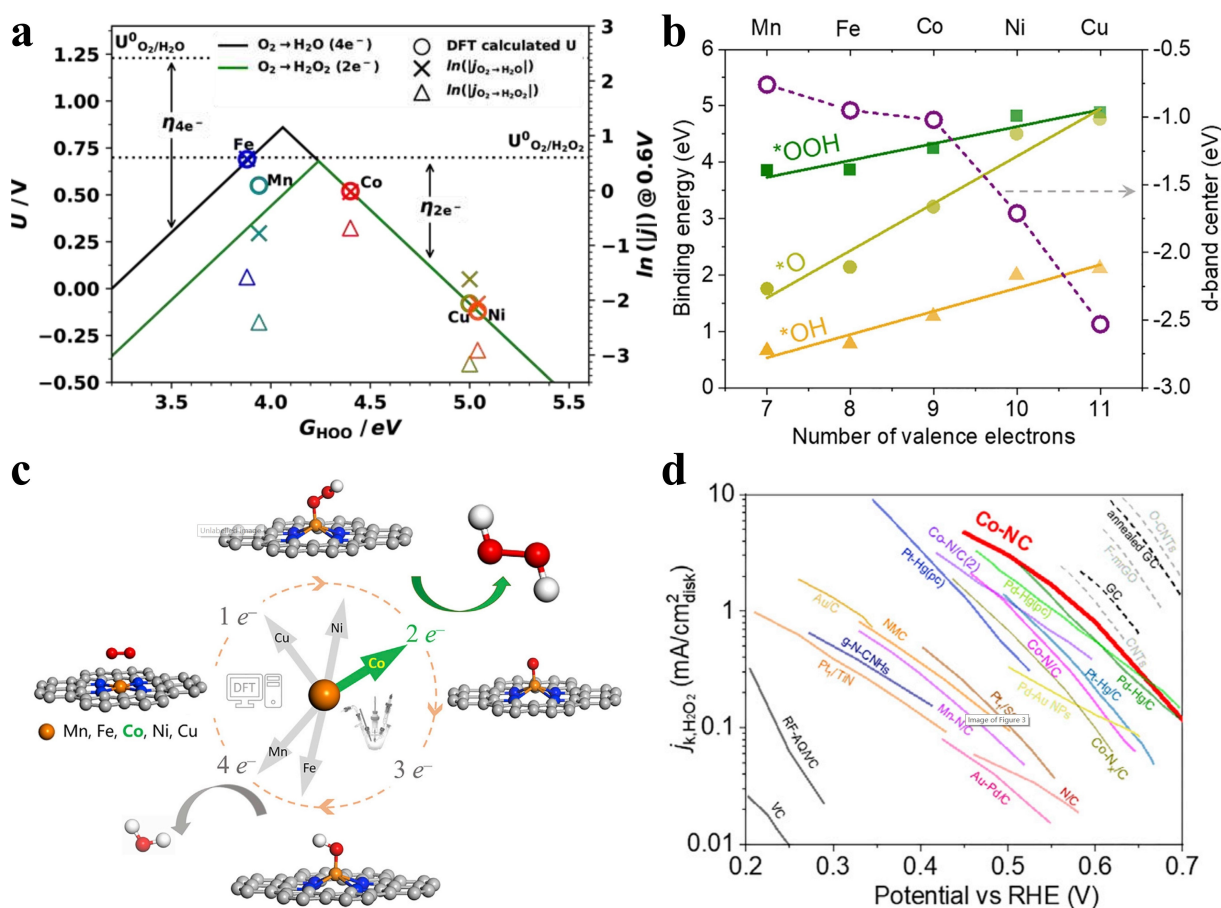 a
U⁰O₂/H₂O
O₂→H₂O (4e⁻)
O₂→H₂O₂ (2e⁻)
DFT calculated U
ln(|jO₂→H₂O|)
ln(|jO₂→H₂O₂|)
η4e⁻
U⁰O₂/H₂O₂
η2e⁻
Fe
Mn
Co
Cu
Ni
1.25
1.00
0.75
0.50
0.25
0.00
−0.25
−0.50
U /V
3
2
1
0
−1
−2
−3
ln(|j|)@0.6V
3.5 4.0 4.5 5.0 5.5
GHOO /eV
b
Mn Fe Co Ni Cu
6
5
4
3
2
1
0
Binding energy (eV)
*OOH
*O
*OH
-0.5
-1.0
-1.5
-2.0
-2.5
-3.0
d-band center (eV)
7 8 9 10 11
Number of valence electrons
c
Unlabelled image
1 e⁻
2 e⁻
3 e⁻
4 e⁻
Cu
Ni
Co
Mn
Fe
DFT
Mn, Fe, Co, Ni, Cu
d
10
1
0.1
0.01
jk,H₂O₂ (mA/cm²disk)
Co-NC
O-CNTs
annealed GC
F-mrGO
GC
CNTs
Co-N/C(2)
Pt-Hg(pc)
Pd-Hg(pc)
Au/C
NMC
g-N-CNHs
Pt₁/TiN
Co-N/C
Pt-Hg/C
Pd-Hg/C
Pd-Au NPs
Mn-N/C
Image of Figure 3
Co-Nₓ/C
RF-AQ/VC
VC
Au-Pd/C
N/C
0.2 0.3 0.4 0.5 0.6 0.7
Potential vs RHE (V)